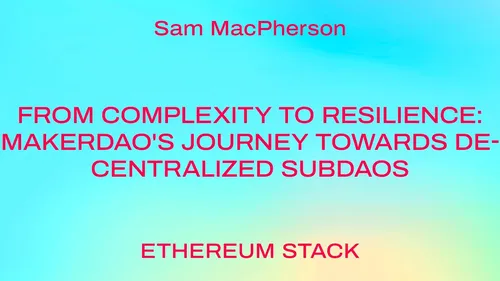 Sam MacPherson
FROM COMPLEXITY TO RESILIENCE:
MAKERDAO'S JOURNEY TOWARDS DE-
CENTRALIZED SUBDAOS
ETHEREUM STACK